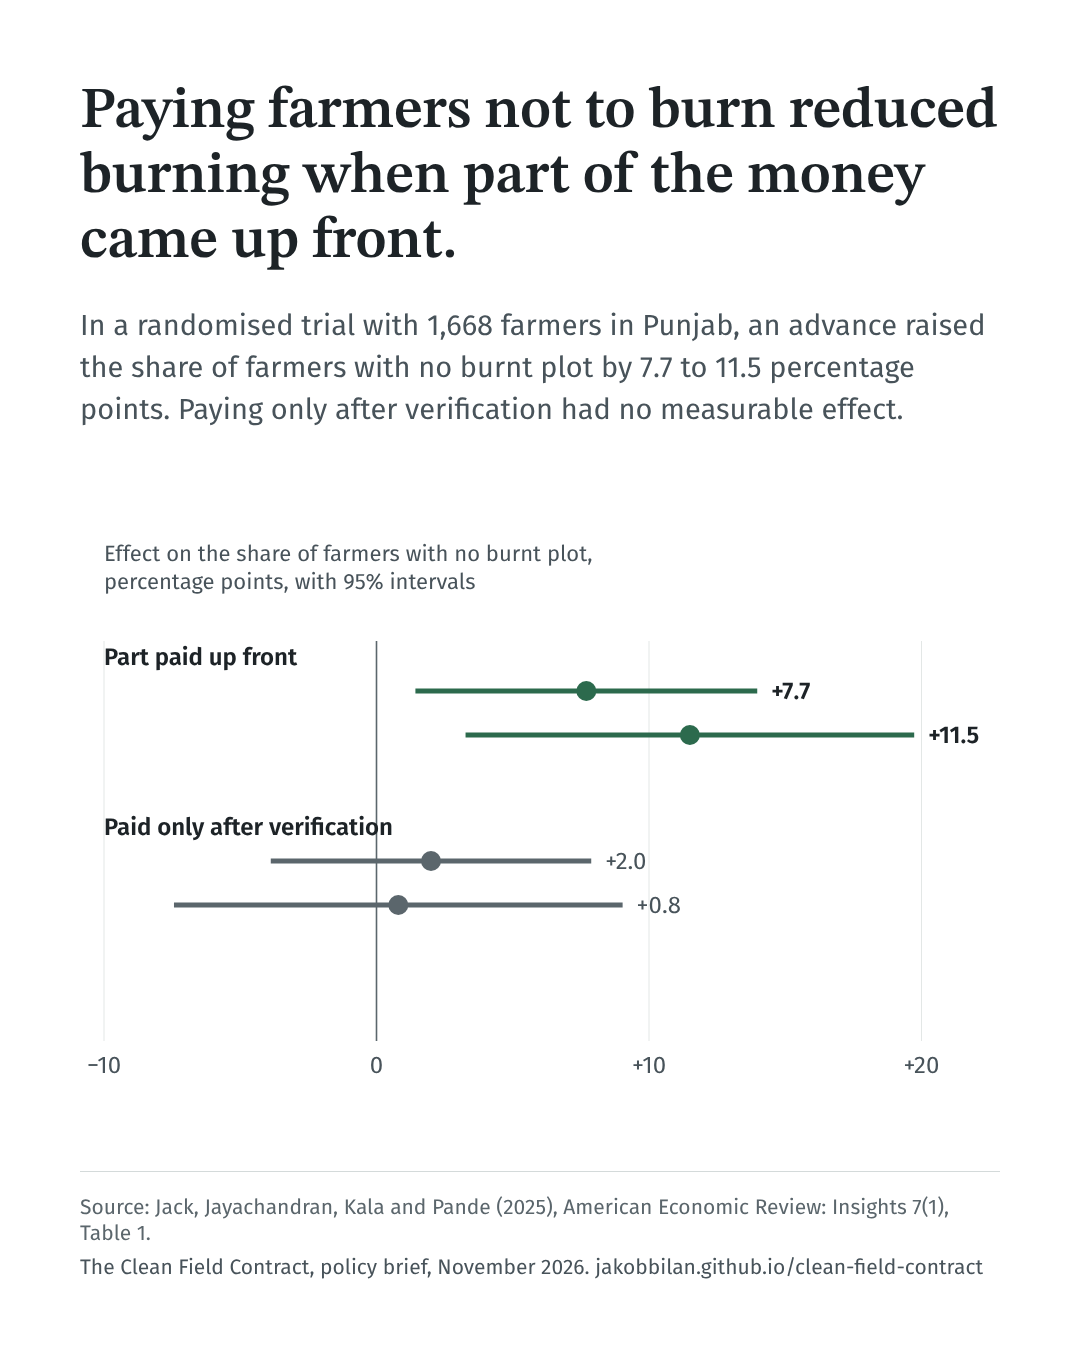 Paying farmers not to burn reduced
burning when part of the money
came up front.
In a randomised trial with 1,668 farmers in Punjab, an advance raised
the share of farmers with no burnt plot by 7.7 to 11.5 percentage
points. Paying only after verification had no measurable effect.
Effect on the share of farmers with no burnt plot,
percentage points, with 95% intervals
Part paid up front
+7.7
+11.5
Paid only after verification
+2.0
+0.8
−10 0 +10 +20
Source: Jack, Jayachandran, Kala and Pande (2025), American Economic Review: Insights 7(1),
Table 1.
The Clean Field Contract, policy brief, November 2026. jakobbilan.github.io/clean-field-contract